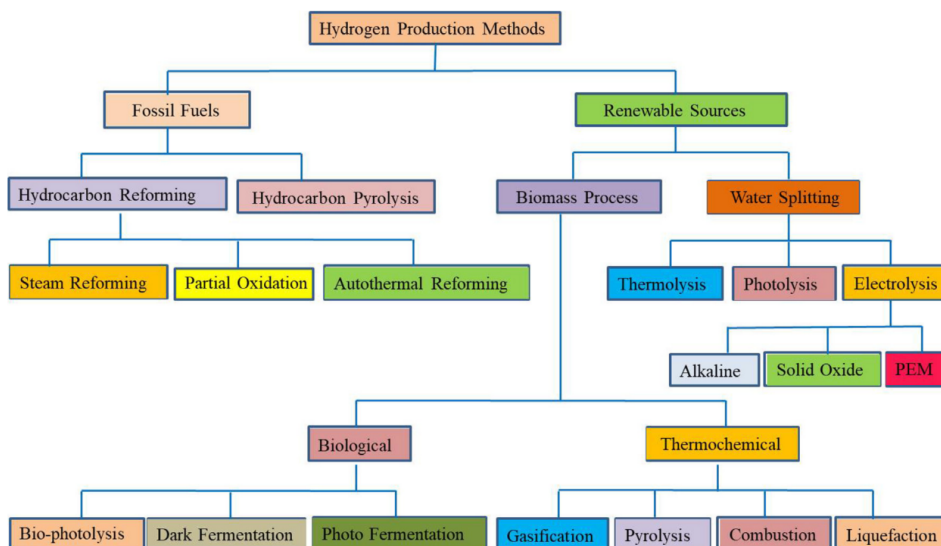 Hydrogen Production Methods
Fossil Fuels
Renewable Sources
Hydrocarbon Reforming
Hydrocarbon Pyrolysis
Biomass Process
Water Splitting
Steam Reforming
Partial Oxidation
Autothermal Reforming
Thermolysis
Photolysis
Electrolysis
Alkaline
Solid Oxide
PEM
Biological
Thermochemical
Bio-photolysis
Dark Fermentation
Photo Fermentation
Gasification
Pyrolysis
Combustion
Liquefaction